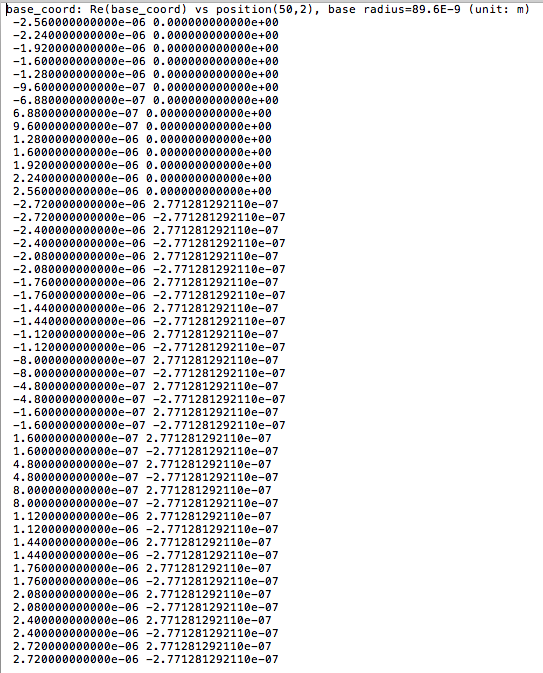 base_coord: Re(base_coord) vs position(50,2), base radius=89.6E-9 (unit: m)
-2.560000000000e-06 0.000000000000e+00
-2.240000000000e-06 0.000000000000e+00
-1.920000000000e-06 0.000000000000e+00
-1.600000000000e-06 0.000000000000e+00
-1.280000000000e-06 0.000000000000e+00
-9.600000000000e-07 0.000000000000e+00
-6.880000000000e-07 0.000000000000e+00
6.880000000000e-07 0.000000000000e+00
9.600000000000e-07 0.000000000000e+00
1.280000000000e-06 0.000000000000e+00
1.600000000000e-06 0.000000000000e+00
1.920000000000e-06 0.000000000000e+00
2.240000000000e-06 0.000000000000e+00
2.560000000000e-06 0.000000000000e+00
-2.720000000000e-06 2.771281292110e-07
-2.720000000000e-06 -2.771281292110e-07
-2.400000000000e-06 2.771281292110e-07
-2.400000000000e-06 -2.771281292110e-07
-2.080000000000e-06 2.771281292110e-07
-2.080000000000e-06 -2.771281292110e-07
-1.760000000000e-06 2.771281292110e-07
-1.760000000000e-06 -2.771281292110e-07
-1.440000000000e-06 2.771281292110e-07
-1.440000000000e-06 -2.771281292110e-07
-1.120000000000e-06 2.771281292110e-07
-1.120000000000e-06 -2.771281292110e-07
-8.000000000000e-07 2.771281292110e-07
-8.000000000000e-07 -2.771281292110e-07
-4.800000000000e-07 2.771281292110e-07
-4.800000000000e-07 -2.771281292110e-07
-1.600000000000e-07 2.771281292110e-07
-1.600000000000e-07 -2.771281292110e-07
1.600000000000e-07 2.771281292110e-07
1.600000000000e-07 -2.771281292110e-07
4.800000000000e-07 2.771281292110e-07
4.800000000000e-07 -2.771281292110e-07
8.000000000000e-07 2.771281292110e-07
8.000000000000e-07 -2.771281292110e-07
1.120000000000e-06 2.771281292110e-07
1.120000000000e-06 -2.771281292110e-07
1.440000000000e-06 2.771281292110e-07
1.440000000000e-06 -2.771281292110e-07
1.760000000000e-06 2.771281292110e-07
1.760000000000e-06 -2.771281292110e-07
2.080000000000e-06 2.771281292110e-07
2.080000000000e-06 -2.771281292110e-07
2.400000000000e-06 2.771281292110e-07
2.400000000000e-06 -2.771281292110e-07
2.720000000000e-06 2.771281292110e-07
2.720000000000e-06 -2.771281292110e-07